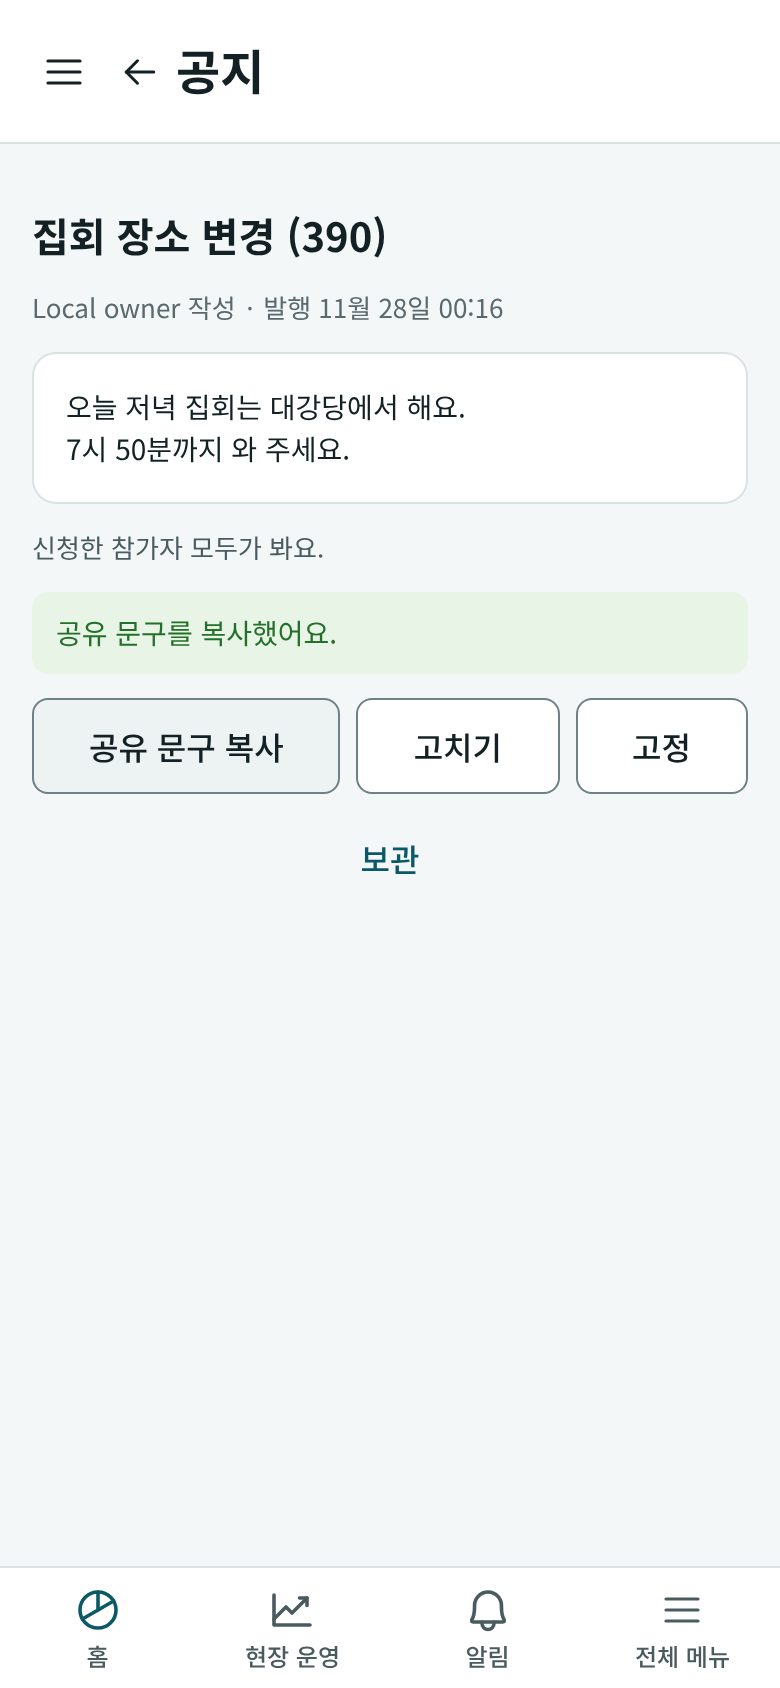 공지
집회 장소 변경 (390)
Local owner 작성 · 발행 11월 28일 00:16
오늘 저녁 집회는 대강당에서 해요.
7시 50분까지 와 주세요.
신청한 참가자 모두가 봐요.
공유 문구를 복사했어요.
공유 문구 복사
고치기
고정
보관
홈
현장 운영
알림
전체 메뉴